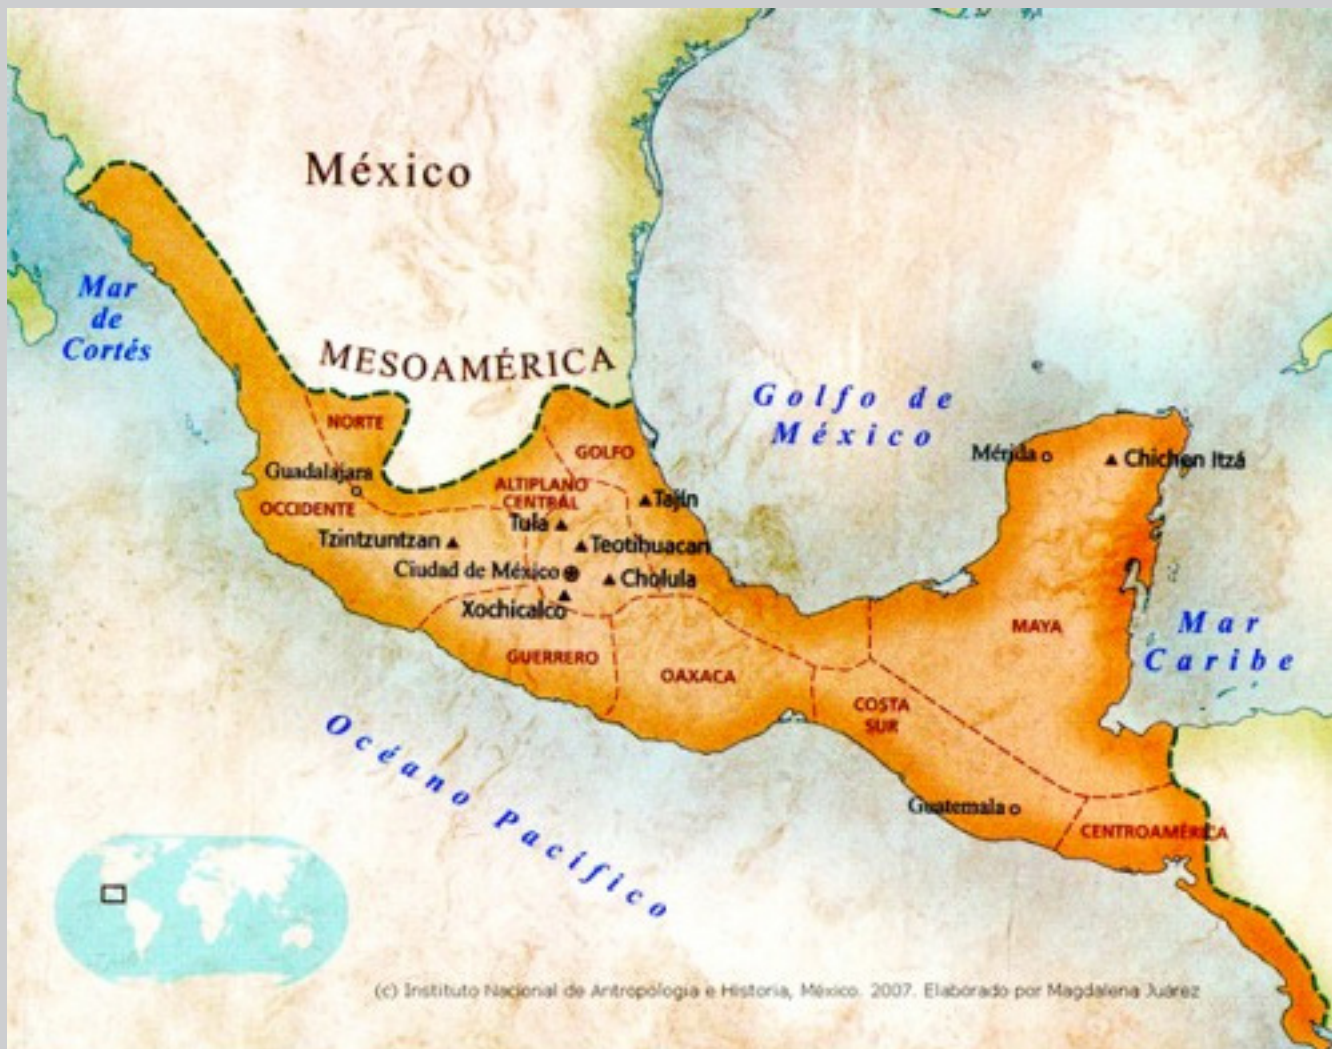 México
Mar
de
Cortés
MESOAMÉRICA
Golfo de
México
NORTE
GOLFO
Mérida
Chichen Itzá
Guadalajara
ALTIPLANO
CENTRAL
OCCIDENTE
Tajín
Tula
Tzintzuntzan
Teotihuacan
Ciudad de México
Cholula
Xochicalco
MAYA
Mar
Caribe
GUERRERO
OAXACA
COSTA
SUR
Océano Pacífico
Guatemala
CENTROAMÉRICA
(c) Instituto Nacional de Antropología e Historia, México. 2007. Elaborado por Magdalena Juárez